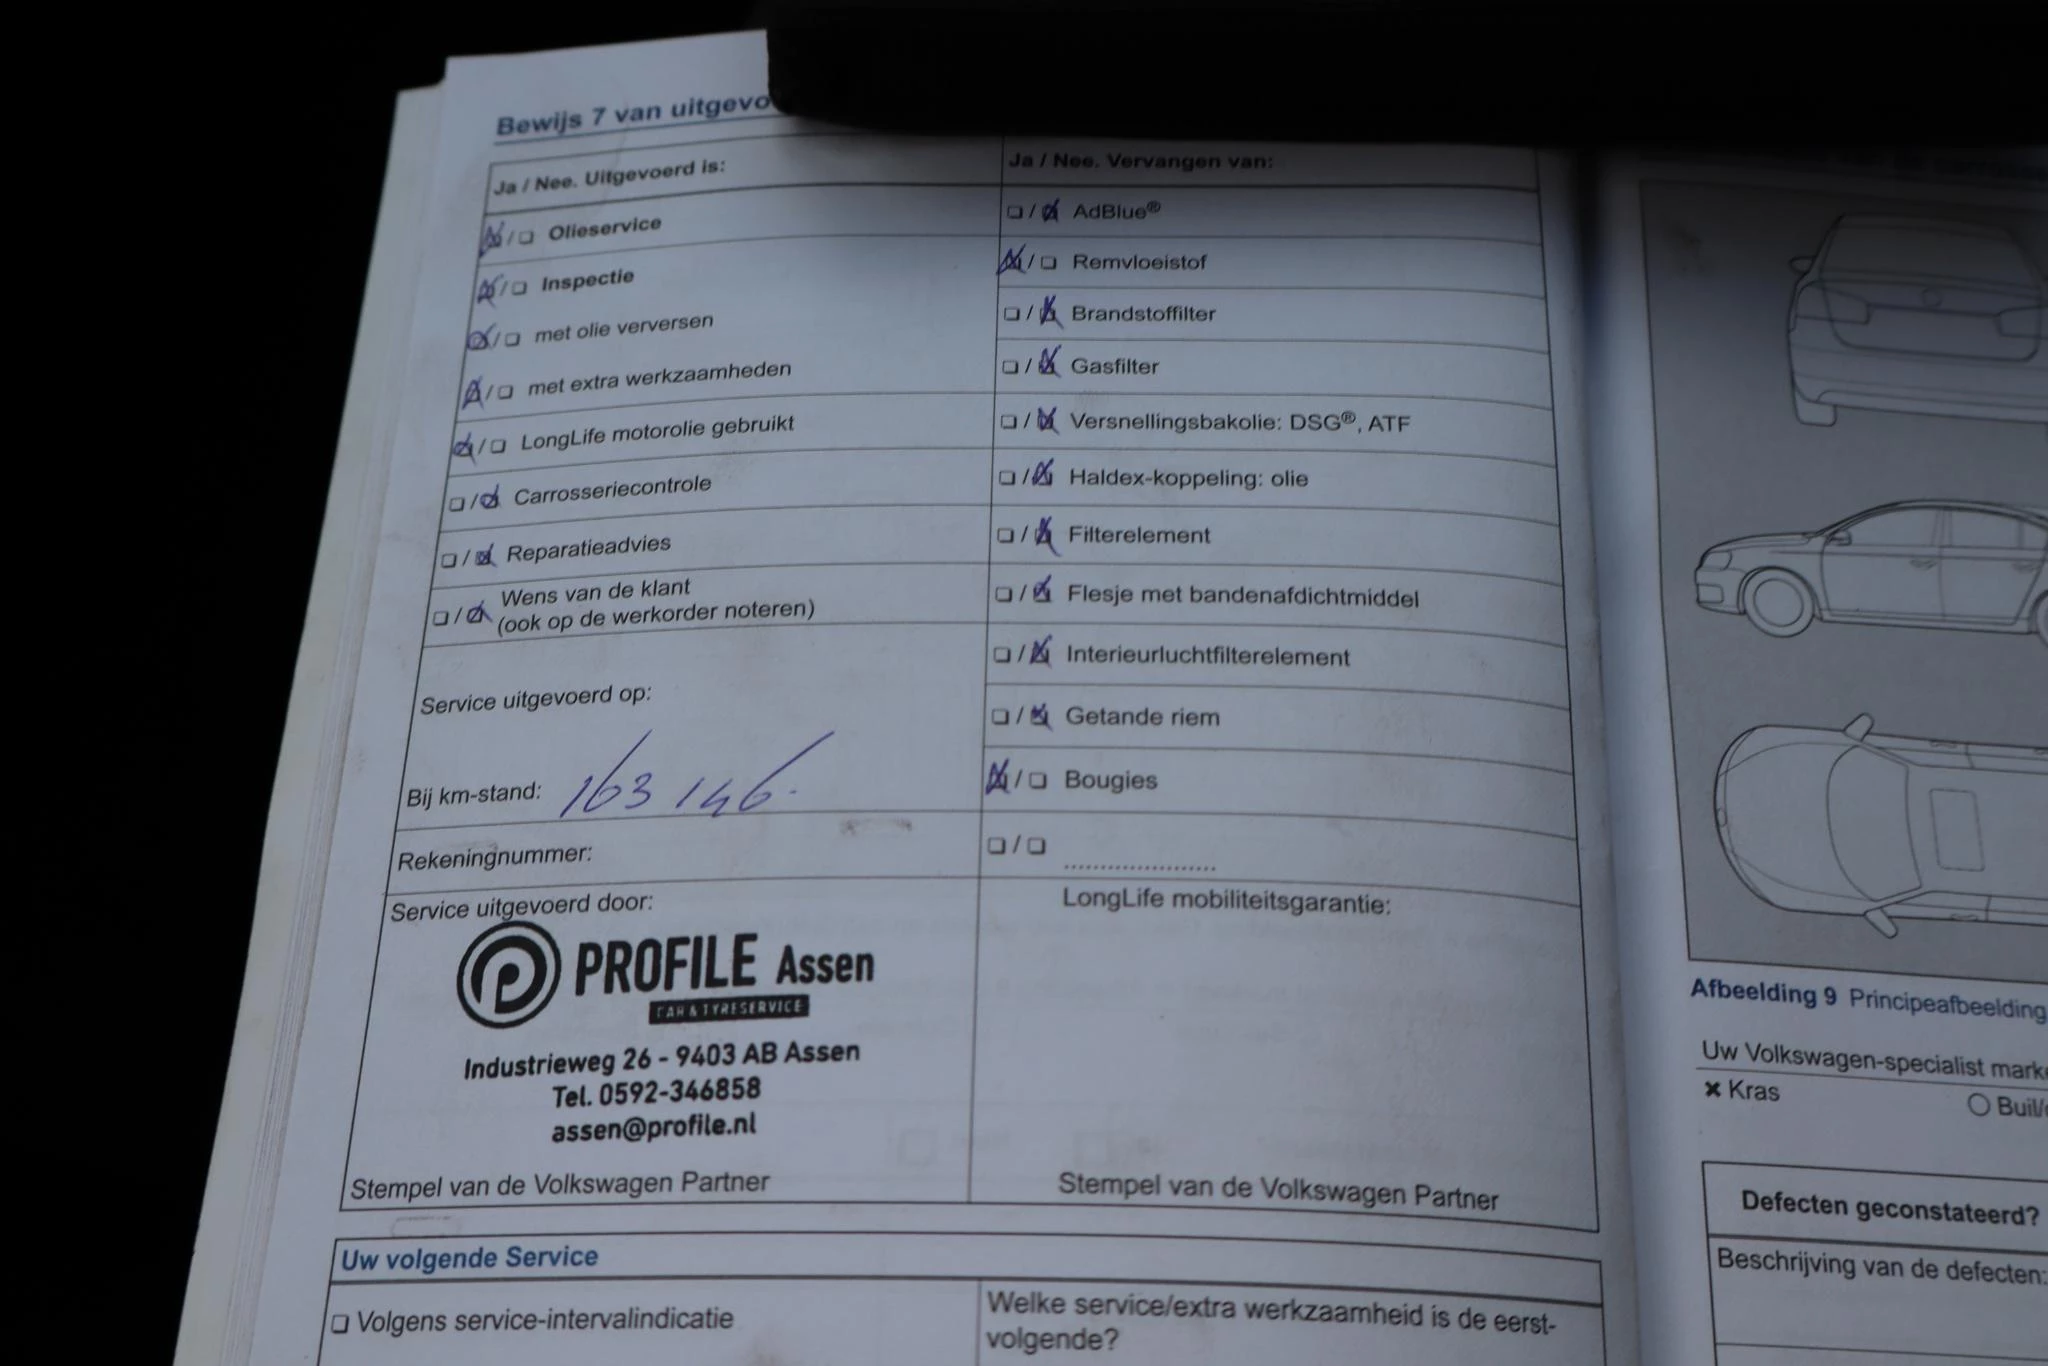 Bewijs 7 van uitgevo
Ja / Nee. Uitgevoerd is:
☒/☐ Olieservice
☒/☐ Inspectie
☒/☐ met olie verversen
☒/☐ met extra werkzaamheden
☒/☐ LongLife motorolie gebruikt
☐/☒ Carrosseriecontrole
☐/☒ Reparatieadvies
☐/☒ Wens van de klant
(ook op de werkorder noteren)
Service uitgevoerd op:
Bij km-stand: 163 146.
Rekeningnummer:
Service uitgevoerd door:
PROFILE Assen
CAR & TYRESERVICE
Industrieweg 26 - 9403 AB Assen
Tel. 0592-346858
assen@profile.nl
Stempel van de Volkswagen Partner
Ja / Nee. Vervangen van:
☐/☒ AdBlue®
☒/☐ Remvloeistof
☐/☒ Brandstoffilter
☐/☒ Gasfilter
☐/☒ Versnellingsbakolie: DSG®, ATF
☐/☒ Haldex-koppeling: olie
☐/☒ Filterelement
☐/☒ Flesje met bandenafdichtmiddel
☐/☒ Interieurluchtfilterelement
☐/☒ Getande riem
☒/☐ Bougies
☐/☐ .....................
LongLife mobiliteitsgarantie:
Stempel van de Volkswagen Partner
Uw volgende Service
☐ Volgens service-intervalindicatie
Welke service/extra werkzaamheid is de eerst-
volgende?
Afbeelding 9 Principeafbeelding
Uw Volkswagen-specialist mark
✖ Kras
○ Buil/
Defecten geconstateerd?
Beschrijving van de defecten: